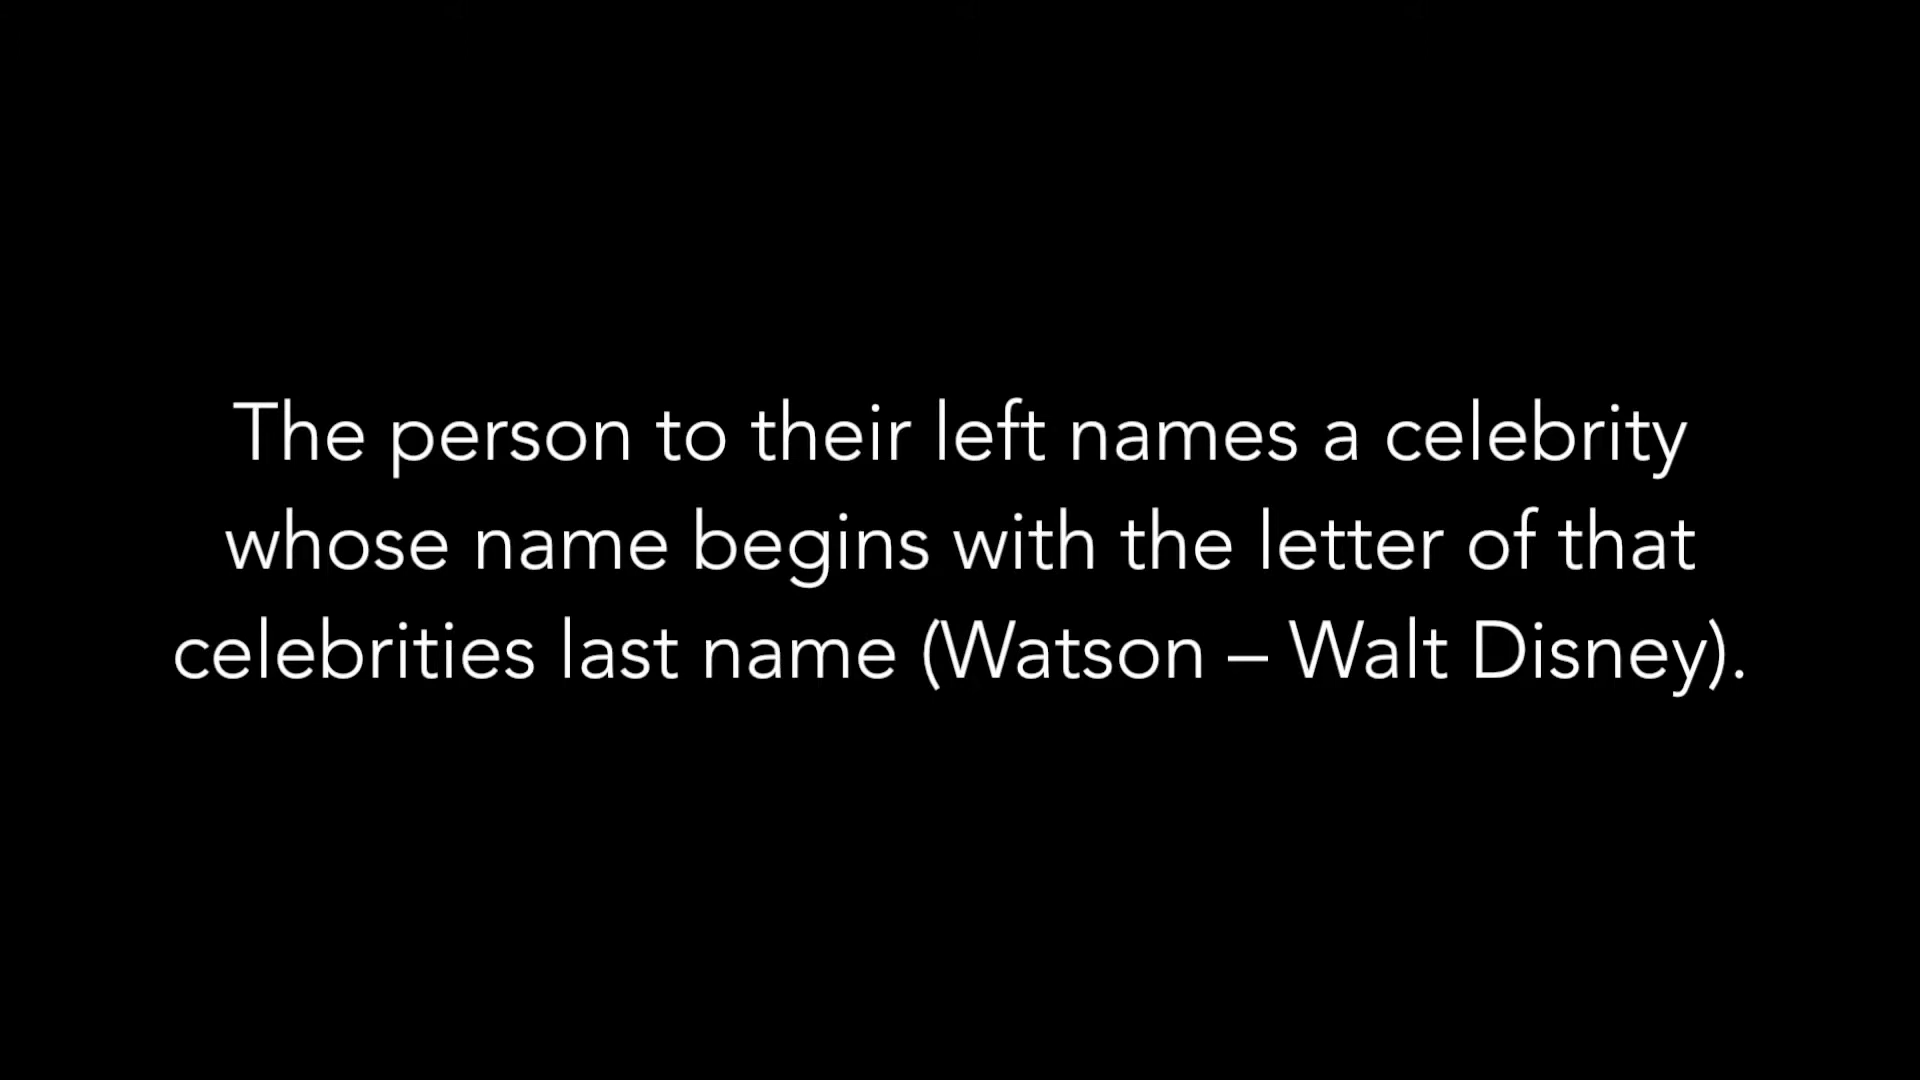 The person to their left names a celebrity
whose name begins with the letter of that
celebrities last name (Watson – Walt Disney).